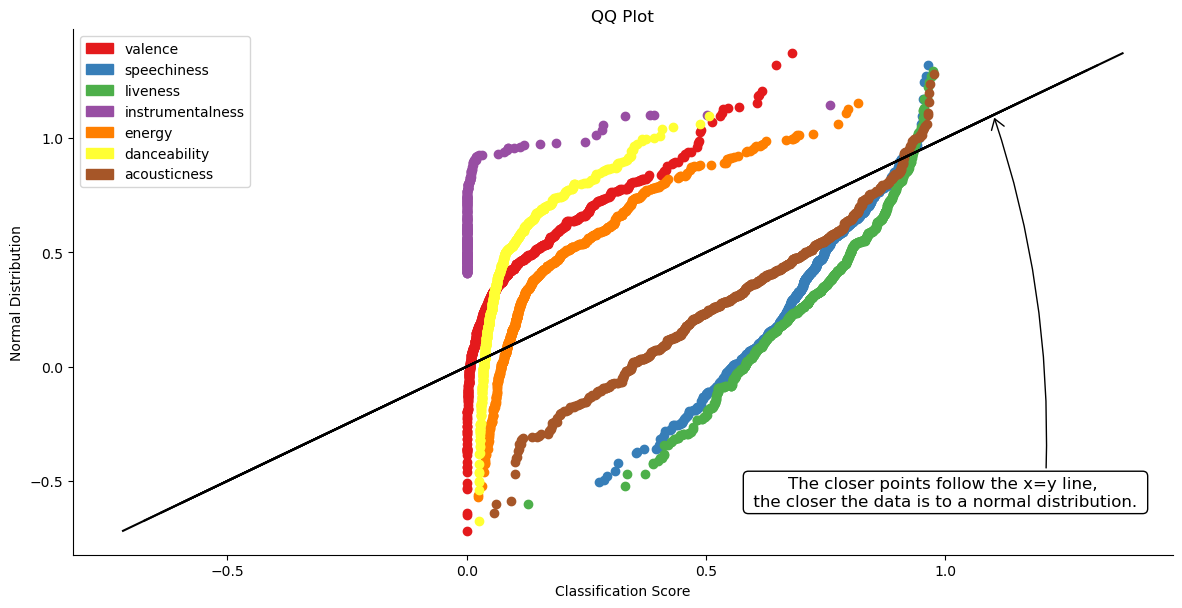 QQ Plot
valence
speechiness
liveness
instrumentalness
energy
danceability
acousticness
Normal Distribution
1.0
0.5
0.0
−0.5
The closer points follow the x=y line,
the closer the data is to a normal distribution.
−0.5
0.0
0.5
1.0
Classification Score